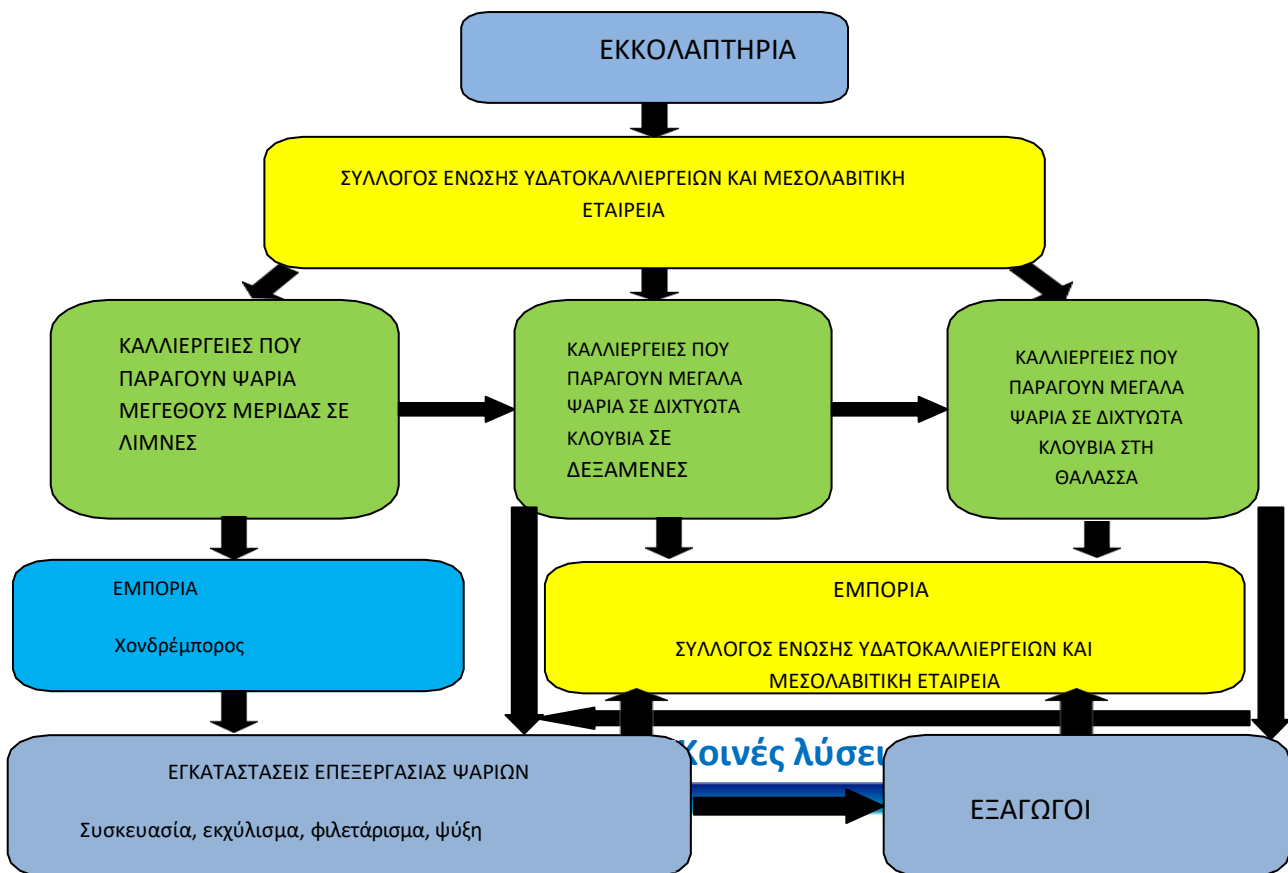 ΕΚΚΟΛΑΠΤΗΡΙΑ
ΣΥΛΛΟΓΟΣ ΕΝΩΣΗΣ ΥΔΑΤΟΚΑΛΛΙΕΡΓΕΙΩΝ ΚΑΙ ΜΕΣΟΛΑΒΙΤΙΚΗ
ΕΤΑΙΡΕΙΑ
ΚΑΛΛΙΕΡΓΕΙΕΣ ΠΟΥ
ΠΑΡΑΓΟΥΝ ΨΑΡΙΑ
ΜΕΓΕΘΟΥΣ ΜΕΡΙΔΑΣ ΣΕ
ΛΙΜΝΕΣ
ΚΑΛΛΙΕΡΓΕΙΕΣ ΠΟΥ
ΠΑΡΑΓΟΥΝ ΜΕΓΑΛΑ
ΨΑΡΙΑ ΣΕ ΔΙΧΤΥΩΤΑ
ΚΛΟΥΒΙΑ ΣΕ
ΔΕΞΑΜΕΝΕΣ
ΚΑΛΛΙΕΡΓΕΙΕΣ ΠΟΥ
ΠΑΡΑΓΟΥΝ ΜΕΓΑΛΑ
ΨΑΡΙΑ ΣΕ ΔΙΧΤΥΩΤΑ
ΚΛΟΥΒΙΑ ΣΤΗ
ΘΑΛΑΣΣΑ
ΕΜΠΟΡΙΑ
Χονδρέμπορος
ΕΜΠΟΡΙΑ
ΣΥΛΛΟΓΟΣ ΕΝΩΣΗΣ ΥΔΑΤΟΚΑΛΛΙΕΡΓΕΙΩΝ ΚΑΙ
ΜΕΣΟΛΑΒΙΤΙΚΗ ΕΤΑΙΡΕΙΑ
Κοινές
ΕΓΚΑΤΑΣΤΑΣΕΙΣ ΕΠΕΞΕΡΓΑΣΙΑΣ ΨΑΡΙΩΝ
Συσκευασία, εκχύλισμα, φιλετάρισμα, ψύξη
ΕΞΑΓΩΓΟΙ